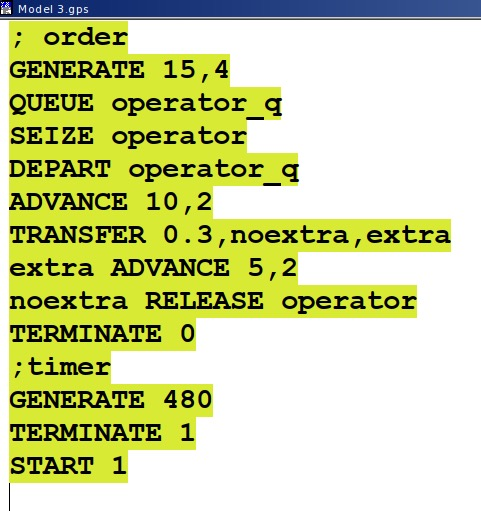 Model 3.gps
; order
GENERATE 15,4
QUEUE operator_q
SEIZE operator
DEPART operator_q
ADVANCE 10,2
TRANSFER 0.3,noextra,extra
extra ADVANCE 5,2
noextra RELEASE operator
TERMINATE 0
;timer
GENERATE 480
TERMINATE 1
START 1